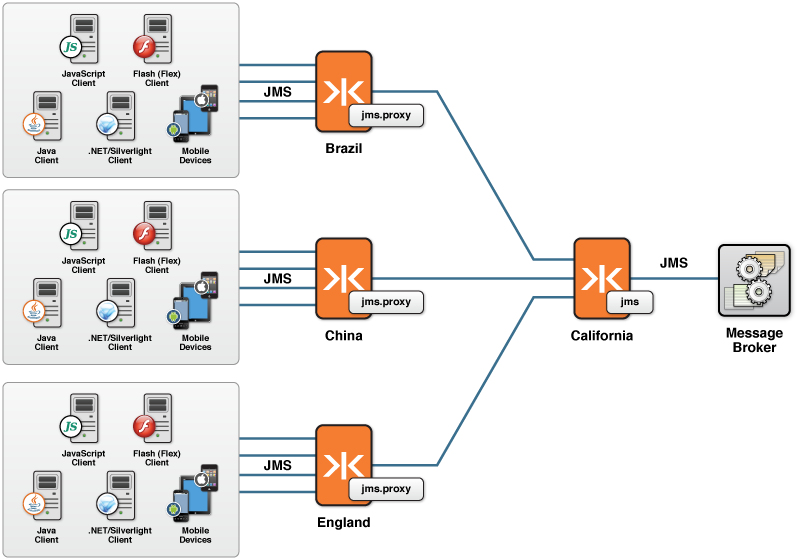 JS
JavaScript
Client
Flash (Flex)
Client
Java
Client
.NET/Silverlight
Client
Mobile
Devices
JMS
jms.proxy
Brazil
JS
JavaScript
Client
Flash (Flex)
Client
Java
Client
.NET/Silverlight
Client
Mobile
Devices
JMS
jms.proxy
China
JS
JavaScript
Client
Flash (Flex)
Client
Java
Client
.NET/Silverlight
Client
Mobile
Devices
JMS
jms.proxy
England
jms
California
JMS
Message
Broker